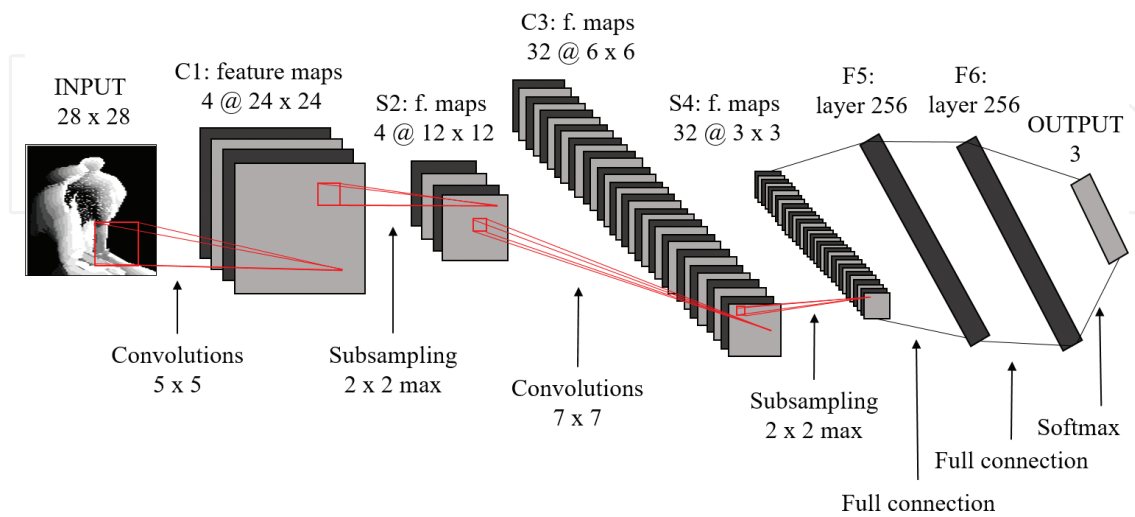 INPUT
28 x 28
C1: feature maps
4 @ 24 x 24
S2: f. maps
4 @ 12 x 12
C3: f. maps
32 @ 6 x 6
S4: f. maps
32 @ 3 x 3
F5:
layer 256
F6:
layer 256
OUTPUT
3
Convolutions
5 x 5
Subsampling
2 x 2 max
Convolutions
7 x 7
Subsampling
2 x 2 max
Full connection
Full connection
Softmax